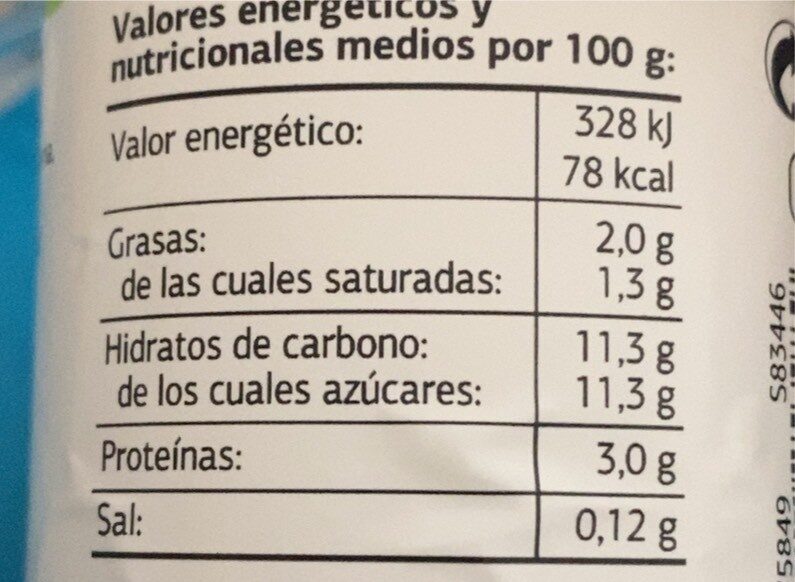 Valores energéticos y
nutricionales medios por 100 g:
Valor energético: 328 kJ
78 kcal
Grasas: 2,0 g
de las cuales saturadas: 1,3 g
Hidratos de carbono: 11,3 g
de los cuales azúcares: 11,3 g
Proteínas: 3,0 g
Sal: 0,12 g
S83446
5849